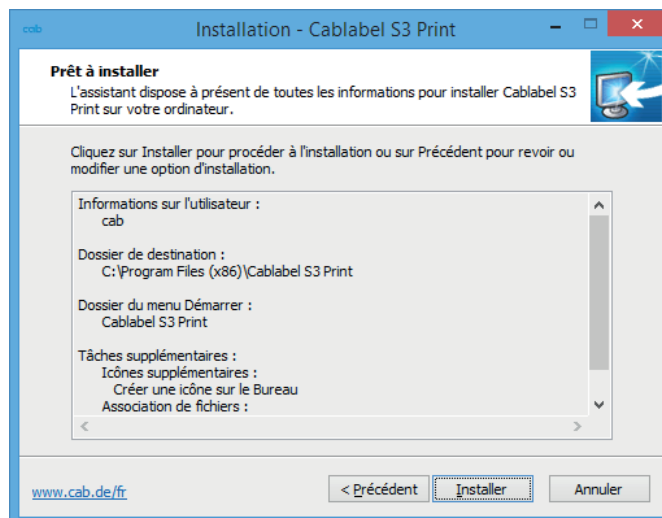 cab
Installation - Cablabel S3 Print
Prêt à installer
L'assistant dispose à présent de toutes les informations pour installer Cablabel S3
Print sur votre ordinateur.
Cliquez sur Installer pour procéder à l'installation ou sur Précédent pour revoir ou
modifier une option d'installation.
Informations sur l'utilisateur :
cab
Dossier de destination :
C:\Program Files (x86)\Cablabel S3 Print
Dossier du menu Démarrer :
Cablabel S3 Print
Tâches supplémentaires :
Icônes supplémentaires :
Créer une icône sur le Bureau
Association de fichiers :
www.cab.de/fr
< Précédent
Installer
Annuler